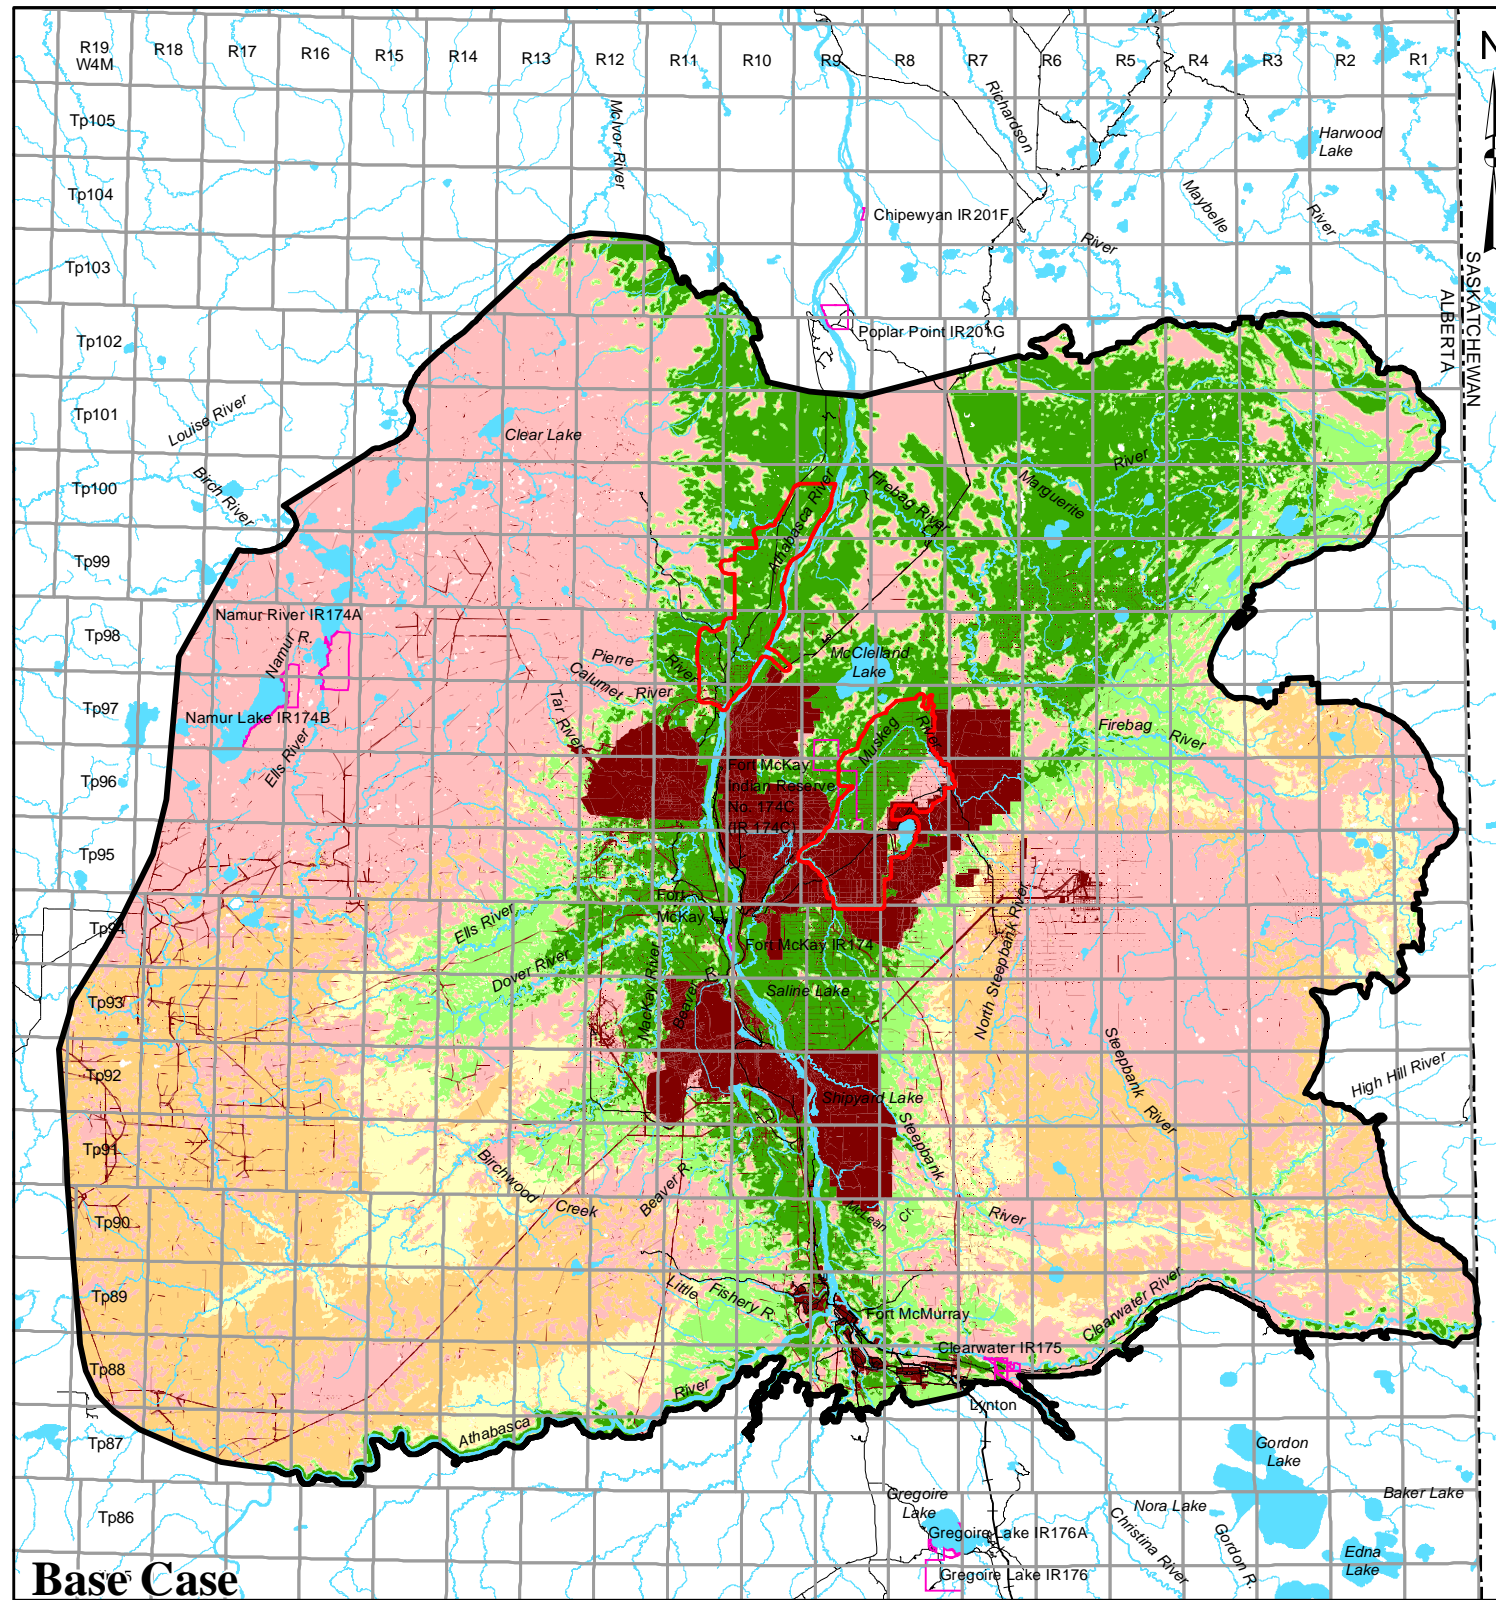 R19
W4M
R18
R17
R16
R15
R14
R13
R12
R11
R10
R9
R8
R7
R6
R5
R4
R3
R2
R1
N
Tp105
McIvor River
Richardson
Harwood
Lake
Tp104
Chipewyan IR201F
Maybelle
River
River
Tp103
SASKATCHEWAN
ALBERTA
Tp102
Poplar Point IR201G
Tp101
Louise River
Clear Lake
Tp100
Birch River
Athabasca River
Firebag River
Marguerite
River
Tp99
Namur River IR174A
Tp98
Namur R.
Pierre
River
Calumet River
McClelland
Lake
Tp97
Namur Lake IR174B
Tar River
Muskeg
River
Firebag
River
Ells River
Tp96
Fort McKay
Indian Reserve
No. 174C
(IR 174C)
Tp95
Fort
McKay
Tp94
Ells River
Fort McKay IR174
North Steepbank River
Dover River
MacKay River
Beaver R.
Saline Lake
Tp93
Steepbank
River
Tp92
Shipyard Lake
High Hill River
Tp91
Birchwood
Creek
Beaver R.
Steepbank
River
McLean
Cr.
Tp90
Tp89
Little
Fishery R.
Fort McMurray
Clearwater River
Clearwater IR175
Tp88
River
Athabasca
Lynton
Tp87
Gordon
Lake
Tp86
Gregoire
Lake
Nora Lake
Baker Lake
Gregoire Lake IR176A
Christina River
Gordon R.
Edna
Lake
Gregoire Lake IR176
Base Case